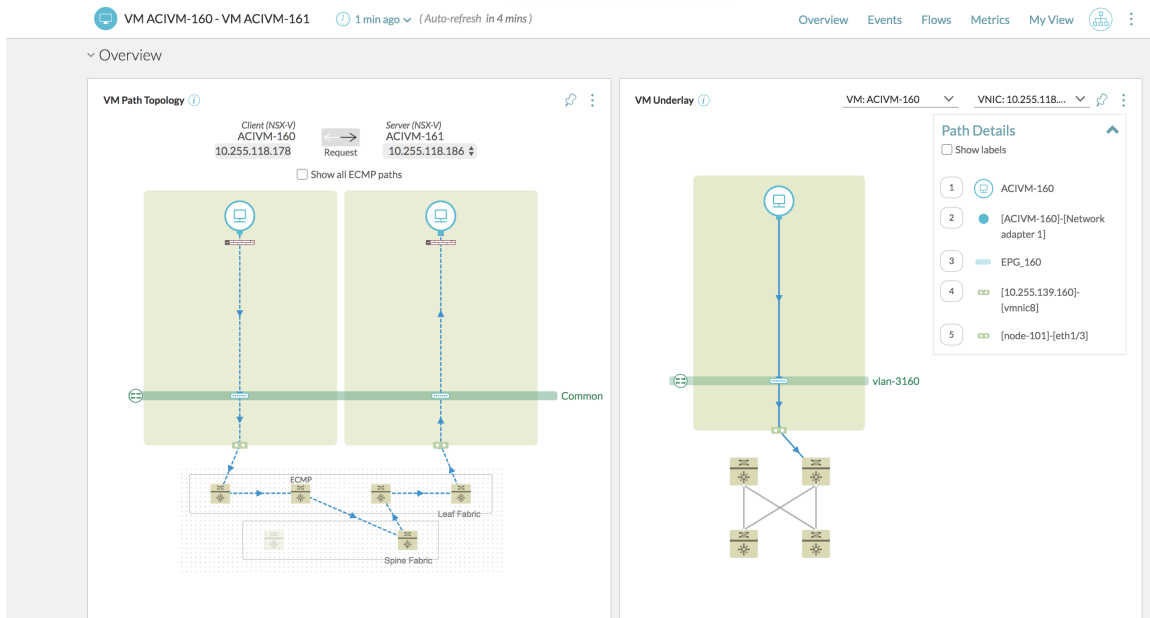 VM ACIVM-160 - VM ACIVM-161
1 min ago
( Auto-refresh in 4 mins )
Overview
Events
Flows
Metrics
My View
Overview
VM Path Topology
Client (NSX-V)
ACIVM-160
10.255.118.178
Request
Server (NSX-V)
ACIVM-161
10.255.118.186
Show all ECMP paths
Common
ECMP
Leaf Fabric
Spine Fabric
VM Underlay
VM: ACIVM-160
VNIC: 10.255.118....
Path Details
Show labels
1
ACIVM-160
2
[ACIVM-160]-[Network
adapter 1]
3
EPG_160
4
[10.255.139.160]-
[vmnic8]
5
[node-101]-[eth1/3]
vlan-3160